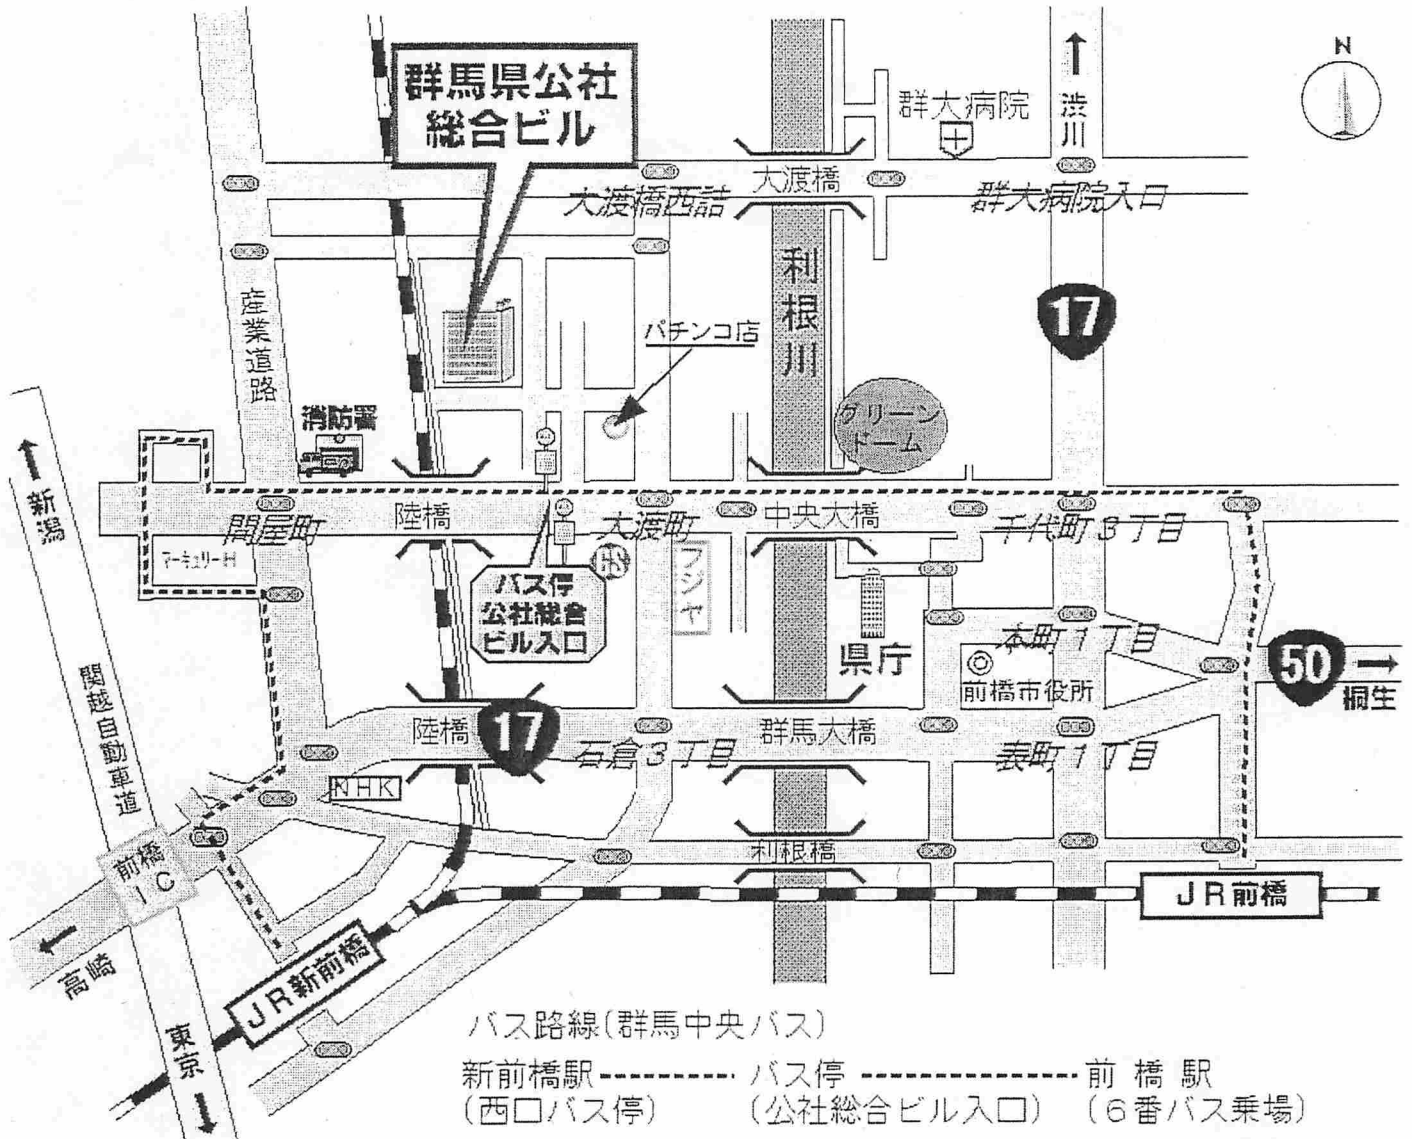 N
群馬県公社
総合ビル
群大病院
渋川
大渡橋
大渡橋西詰
群大病院入口
利根川
産業道路
17
パチンコ店
グリーン
ドーム
消防署
新潟
問屋町
陸橋
大渡町
中央大橋
千代町3丁目
マーキュリーH
バス停
公社総合
ビル入口
フジヤ
県庁
本町1丁目
前橋市役所
50
桐生
関越自動車道
陸橋
17
石倉3丁目
群馬大橋
表町1丁目
NHK
前橋
IC
利根橋
JR前橋
高崎
JR新前橋
東京
バス路線(群馬中央バス)
新前橋駅 バス停 前橋駅
(西口バス停) (公社総合ビル入口) (6番バス乗場)